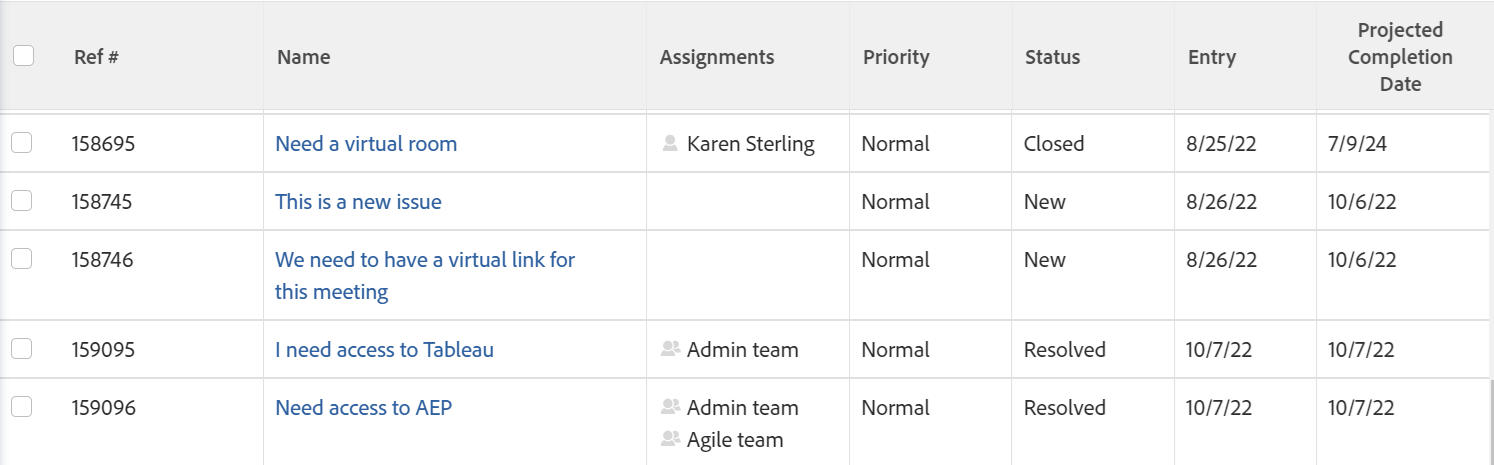 Ref # Name Assignments Priority Status Entry Projected Completion Date
158695 Need a virtual room Karen Sterling Normal Closed 8/25/22 7/9/24
158745 This is a new issue Normal New 8/26/22 10/6/22
158746 We need to have a virtual link for Normal New 8/26/22 10/6/22
this meeting
159095 I need access to Tableau Admin team Normal Resolved 10/7/22 10/7/22
159096 Need access to AEP Admin team Normal Resolved 10/7/22 10/7/22
Agile team